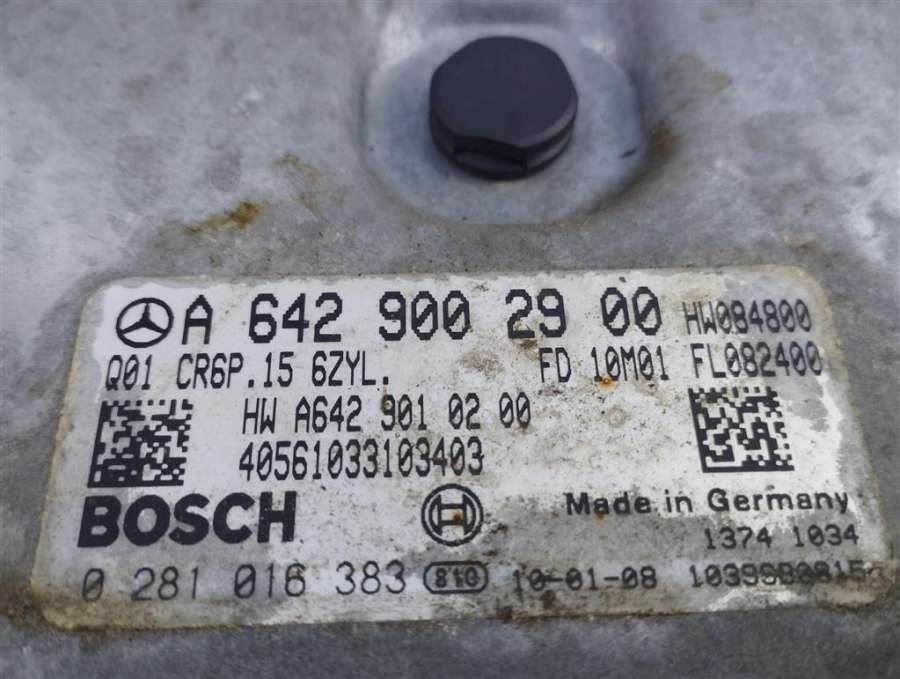 A 642 900 29 00 HW084800
Q01 CR6P.15 6ZYL. FD 10M01 FL082400
HW A642 901 02 00
40561033103403
BOSCH Made in Germany
1374 1034
0 281 016 383 10-01-08